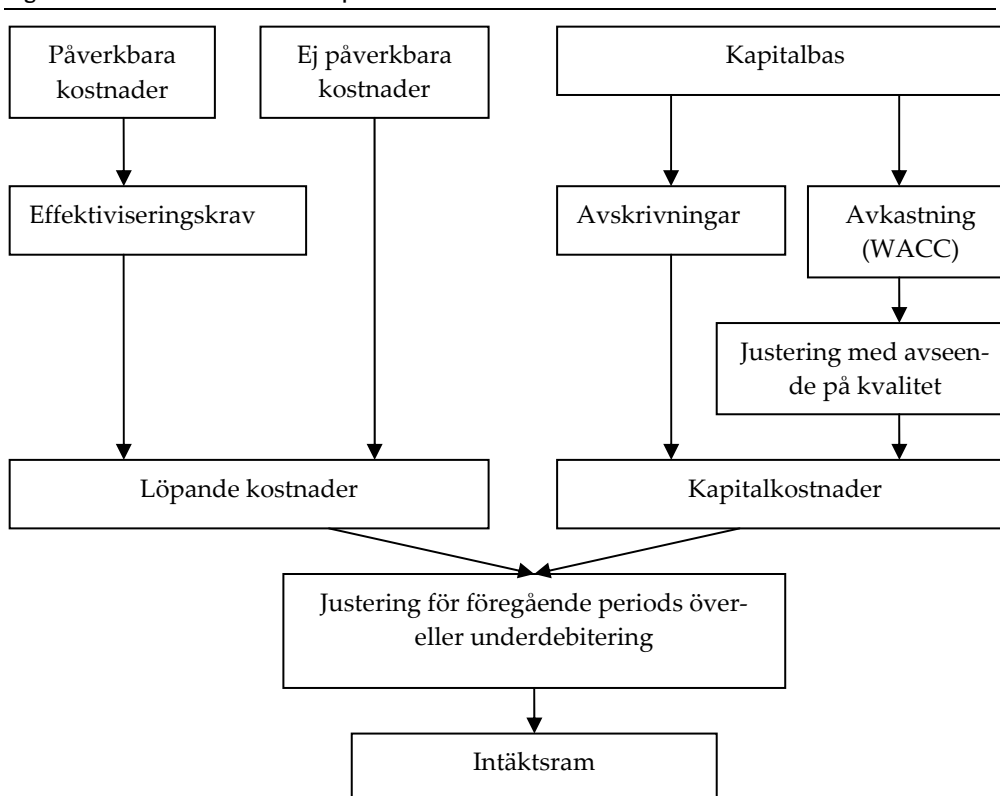 Påverkbara
kostnader
Ej påverkbara
kostnader
Kapitalbas
Effektiviseringskrav
Avskrivningar
Avkastning
(WACC)
Justering med avseen-
de på kvalitet
Löpande kostnader
Kapitalkostnader
Justering för föregående periods över-
eller underdebitering
Intäktsram